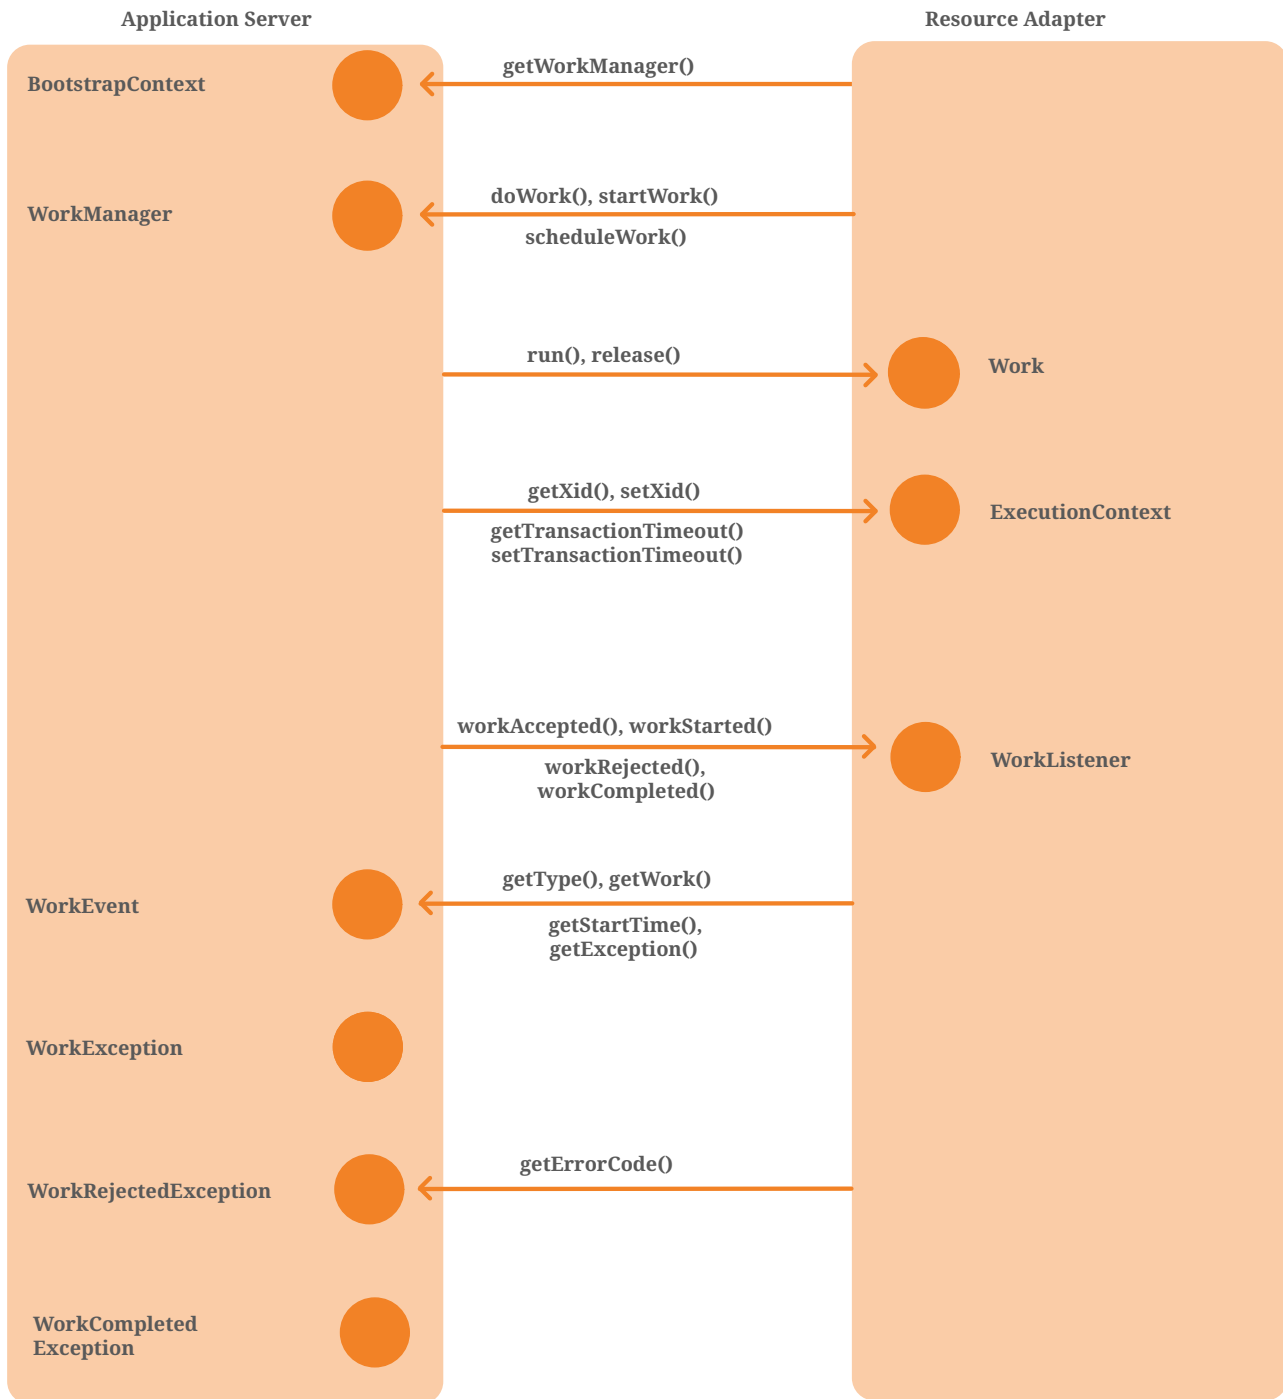 Application Server
Resource Adapter
BootstrapContext
getWorkManager()
WorkManager
doWork(), startWork()
scheduleWork()
run(), release()
Work
getXid(), setXid()
getTransactionTimeout()
setTransactionTimeout()
ExecutionContext
workAccepted(), workStarted()
workRejected(),
workCompleted()
WorkListener
WorkEvent
getType(), getWork()
getStartTime(),
getException()
WorkException
WorkRejectedException
getErrorCode()
WorkCompleted
Exception